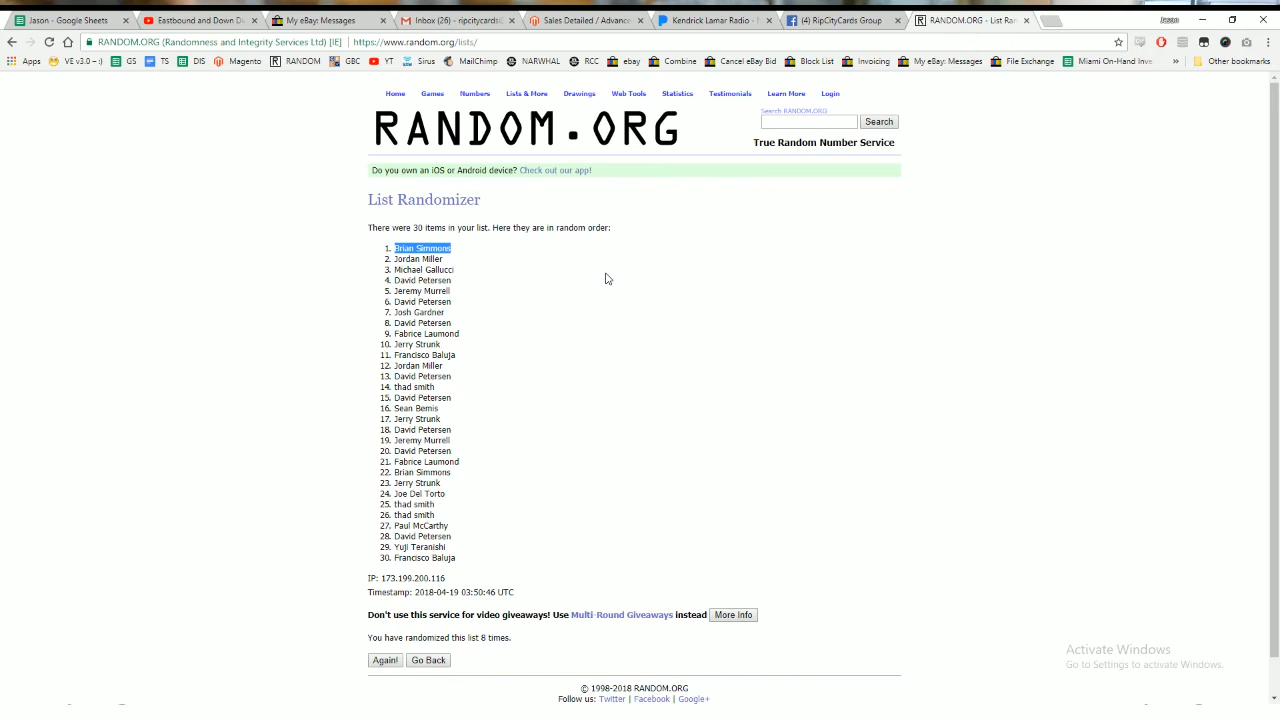 Jason - Google Sheets
Eastbound and Down Di
My eBay: Messages
Inbox (26) - ripcitycards@
Sales Detailed / Advance
Kendrick Lamar Radio -
(4) RipCityCards Group
RANDOM.ORG - List Ran
RANDOM.ORG (Randomness and Integrity Services Ltd) [IE] | https://www.random.org/lists/
Apps VE v3. GS TS DIS Magento RANDOM GBC YT Sirus MailChimp NARWHAL RCC ebay Combine Cancel eBay Bid Block List Invoicing My eBay: Messages File Exchange Miami On-Hand Inve » Other bookmarks
Home Games Numbers Lists & More Drawings Web Tools Statistics Testimonials Learn More Login
Search RANDOM.ORG
RANDOM.ORG
Search
True Random Number Service
Do you own an iOS or Android device? Check out our app!
List Randomizer
There were 30 items in your list. Here they are in random order:
1. Brian Simmons
2. Jordan Miller
3. Michael Gallucci
4. David Petersen
5. Jeremy Murrell
6. David Petersen
7. Josh Gardner
8. David Petersen
9. Fabrice Laumond
10. Jerry Strunk
11. Francisco Baluja
12. Jordan Miller
13. David Petersen
14. thad smith
15. David Petersen
16. Sean Bemis
17. Jerry Strunk
18. David Petersen
19. Jeremy Murrell
20. David Petersen
21. Fabrice Laumond
22. Brian Simmons
23. Jerry Strunk
24. Joe Del Torto
25. thad smith
26. thad smith
27. Paul McCarthy
28. David Petersen
29. Yuji Teranishi
30. Francisco Baluja
IP: 173.199.200.116
Timestamp: 2018-04-19 03:50:46 UTC
Don't use this service for video giveaways! Use Multi-Round Giveaways instead More Info
You have randomized this list 8 times.
Again! Go Back
Activate Windows
Go to Settings to activate Windows.
© 1998-2018 RANDOM.ORG
Follow us: Twitter | Facebook | Google+